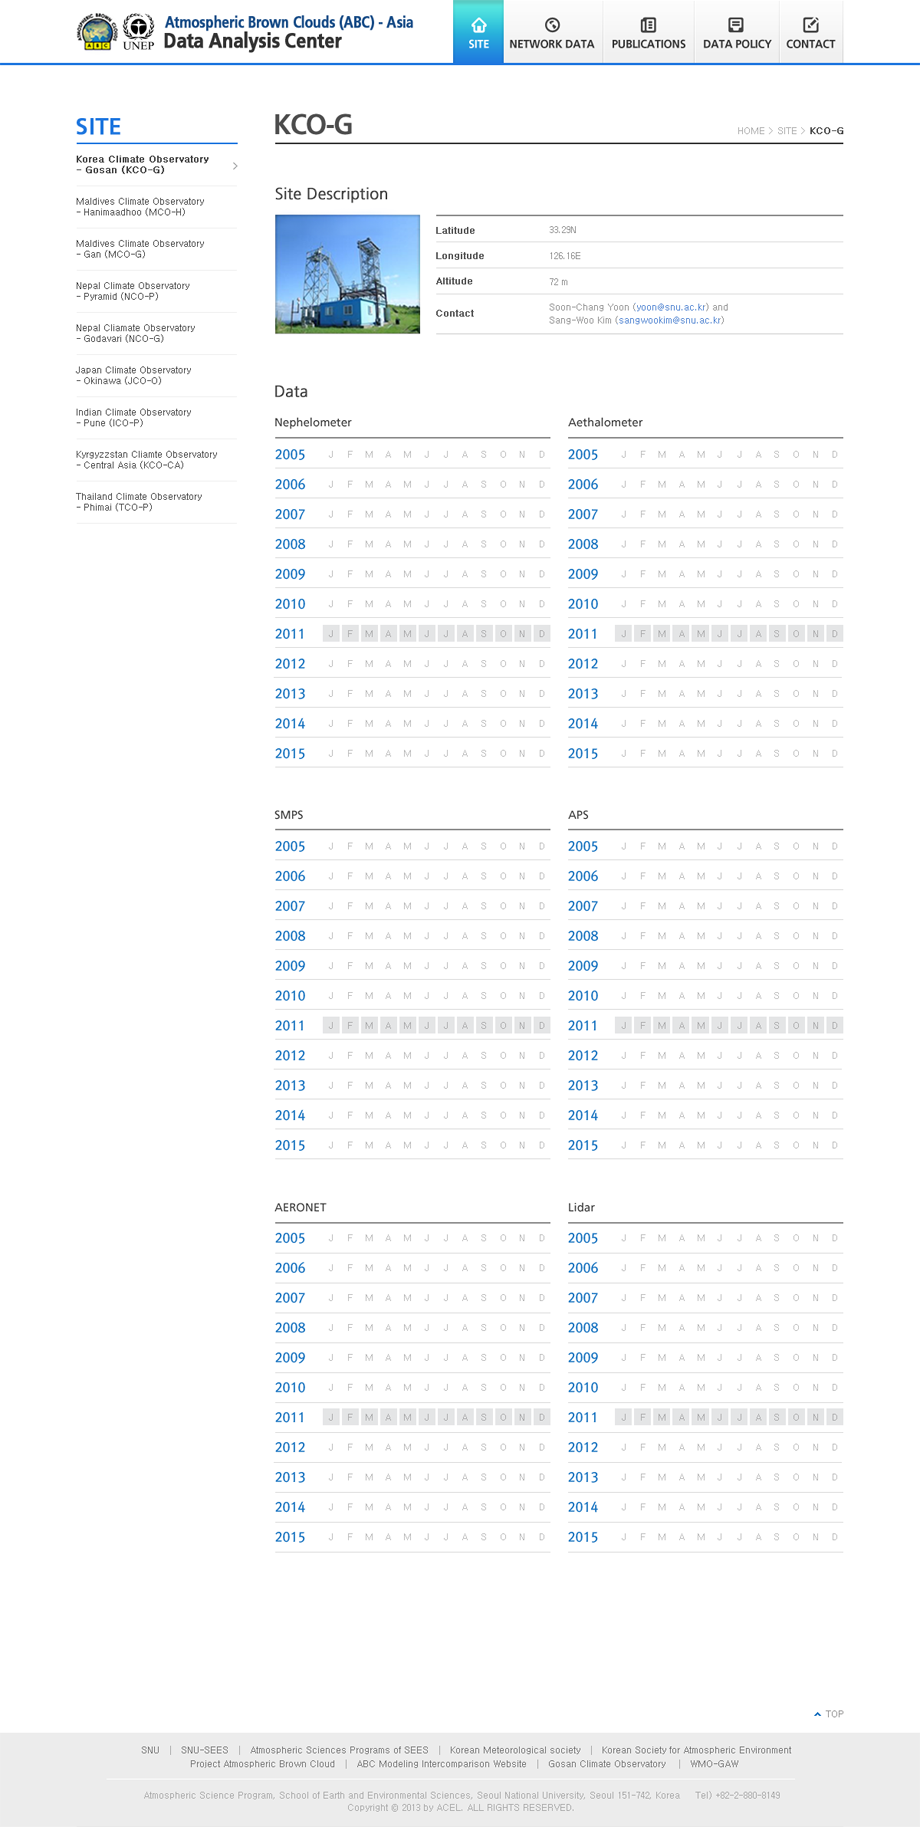 Atmospheric Brown Clouds (ABC) - Asia
Data Analysis Center
ABC
UNEP
SITE
NETWORK DATA
PUBLICATIONS
DATA POLICY
CONTACT
SITE
Korea Climate Observatory
- Gosan (KCO-G)
Maldives Climate Observatory
- Hanimaadhoo (MCO-H)
Maldives Climate Observatory
- Gan (MCO-G)
Nepal Climate Observatory
- Pyramid (NCO-P)
Nepal Cliamate Observatory
- Godavari (NCO-G)
Japan Climate Observatory
- Okinawa (JCO-O)
Indian Climate Observatory
- Pune (ICO-P)
Kyrgyzzstan Cliamte Observatory
- Central Asia (KCO-CA)
Thailand Climate Observatory
- Phimai (TCO-P)
KCO-G
HOME > SITE > KCO-G
Site Description
Latitude 33.29N
Longitude 126.16E
Altitude 72 m
Contact Soon-Chang Yoon (yoon@snu.ac.kr) and
Sang-Woo Kim (sangwookim@snu.ac.kr)
Data
Nephelometer
2005 J F M A M J J A S O N D
2006 J F M A M J J A S O N D
2007 J F M A M J J A S O N D
2008 J F M A M J J A S O N D
2009 J F M A M J J A S O N D
2010 J F M A M J J A S O N D
2011 J F M A M J J A S O N D
2012 J F M A M J J A S O N D
2013 J F M A M J J A S O N D
2014 J F M A M J J A S O N D
2015 J F M A M J J A S O N D
Aethalometer
2005 J F M A M J J A S O N D
2006 J F M A M J J A S O N D
2007 J F M A M J J A S O N D
2008 J F M A M J J A S O N D
2009 J F M A M J J A S O N D
2010 J F M A M J J A S O N D
2011 J F M A M J J A S O N D
2012 J F M A M J J A S O N D
2013 J F M A M J J A S O N D
2014 J F M A M J J A S O N D
2015 J F M A M J J A S O N D
SMPS
2005 J F M A M J J A S O N D
2006 J F M A M J J A S O N D
2007 J F M A M J J A S O N D
2008 J F M A M J J A S O N D
2009 J F M A M J J A S O N D
2010 J F M A M J J A S O N D
2011 J F M A M J J A S O N D
2012 J F M A M J J A S O N D
2013 J F M A M J J A S O N D
2014 J F M A M J J A S O N D
2015 J F M A M J J A S O N D
APS
2005 J F M A M J J A S O N D
2006 J F M A M J J A S O N D
2007 J F M A M J J A S O N D
2008 J F M A M J J A S O N D
2009 J F M A M J J A S O N D
2010 J F M A M J J A S O N D
2011 J F M A M J J A S O N D
2012 J F M A M J J A S O N D
2013 J F M A M J J A S O N D
2014 J F M A M J J A S O N D
2015 J F M A M J J A S O N D
AERONET
2005 J F M A M J J A S O N D
2006 J F M A M J J A S O N D
2007 J F M A M J J A S O N D
2008 J F M A M J J A S O N D
2009 J F M A M J J A S O N D
2010 J F M A M J J A S O N D
2011 J F M A M J J A S O N D
2012 J F M A M J J A S O N D
2013 J F M A M J J A S O N D
2014 J F M A M J J A S O N D
2015 J F M A M J J A S O N D
Lidar
2005 J F M A M J J A S O N D
2006 J F M A M J J A S O N D
2007 J F M A M J J A S O N D
2008 J F M A M J J A S O N D
2009 J F M A M J J A S O N D
2010 J F M A M J J A S O N D
2011 J F M A M J J A S O N D
2012 J F M A M J J A S O N D
2013 J F M A M J J A S O N D
2014 J F M A M J J A S O N D
2015 J F M A M J J A S O N D
TOP
SNU | SNU-SEES | Atmospheric Sciences Programs of SEES | Korean Meteorological society | Korean Society for Atmospheric Environment
Project Atmospheric Brown Cloud | ABC Modeling Intercomparison Website | Gosan Climate Observatory | WMO-GAW
Atmospheric Science Program, School of Earth and Environmental Sciences, Seoul National University, Seoul 151-742, Korea Tel) +82-2-880-8149
Copyright © 2013 by ACEL. ALL RIGHTS RESERVED.